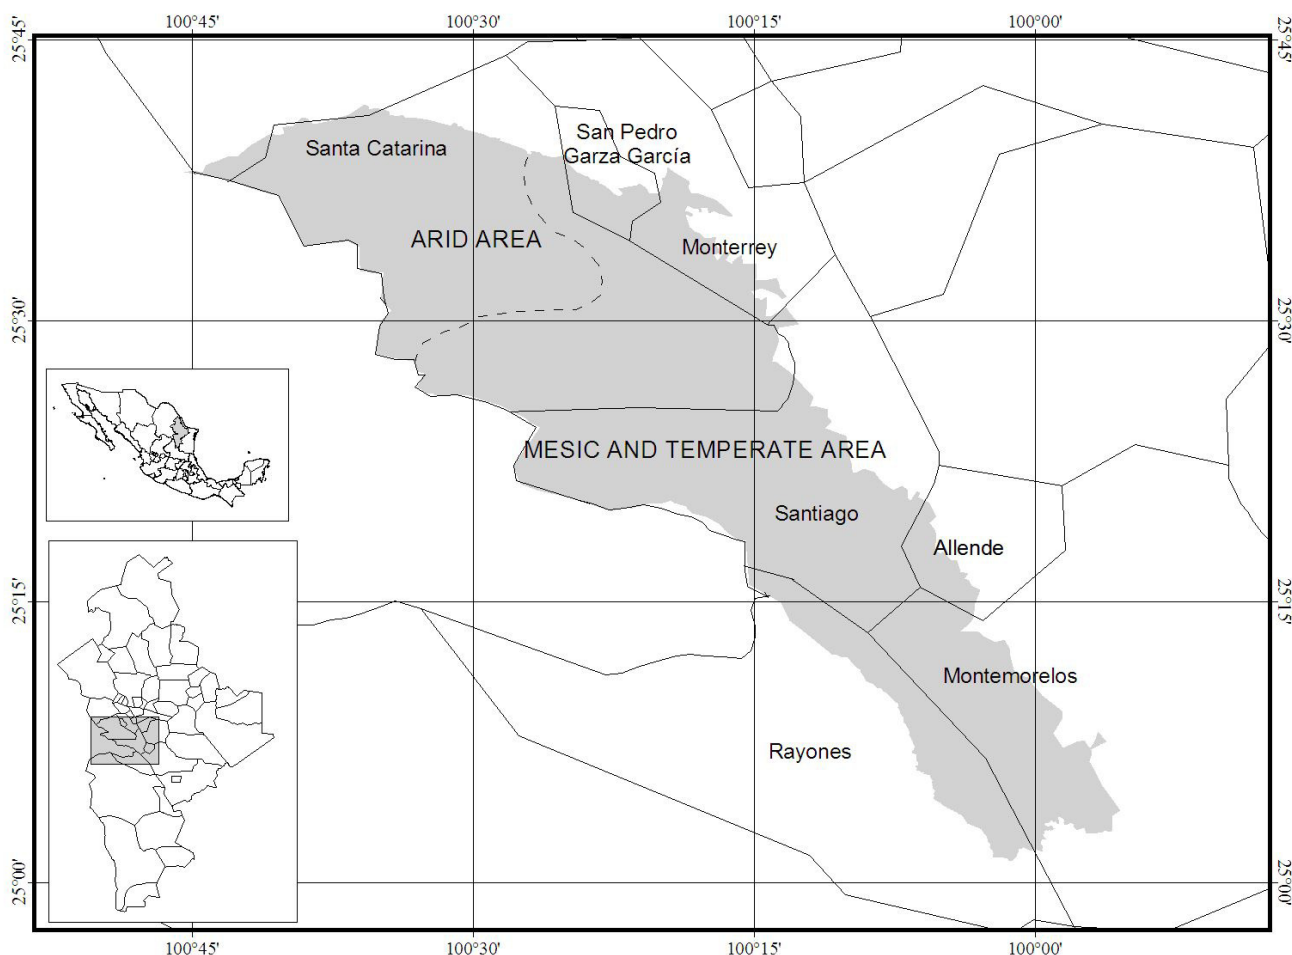 100°45'
100°30'
100°15'
100°00'
25°45'
25°45'
Santa Catarina
San Pedro
Garza García
ARID AREA
Monterrey
25°30'
25°30'
MESIC AND TEMPERATE AREA
Santiago
Allende
25°15'
25°15'
Montemorelos
Rayones
25°00'
25°00'
100°45'
100°30'
100°15'
100°00'